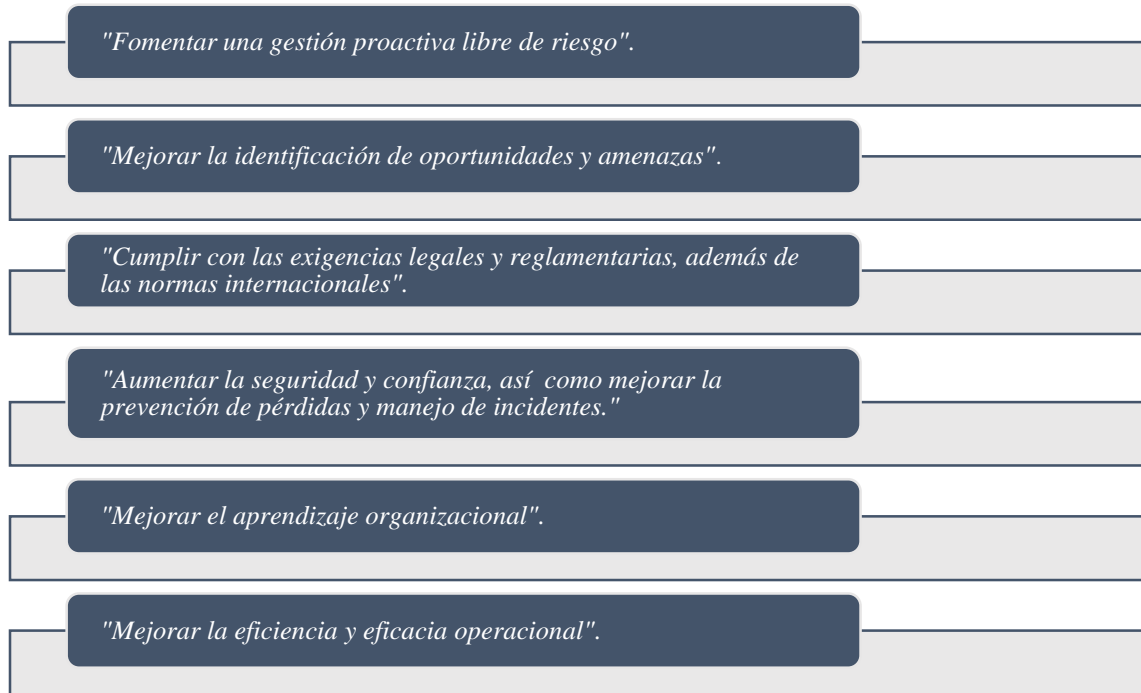 "Fomentar una gestión proactiva libre de riesgo".
"Mejorar la identificación de oportunidades y amenazas".
"Cumplir con las exigencias legales y reglamentarias, además de
las normas internacionales".
"Aumentar la seguridad y confianza, así  como mejorar la
prevención de pérdidas y manejo de incidentes."
"Mejorar el aprendizaje organizacional".
"Mejorar la eficiencia y eficacia operacional".